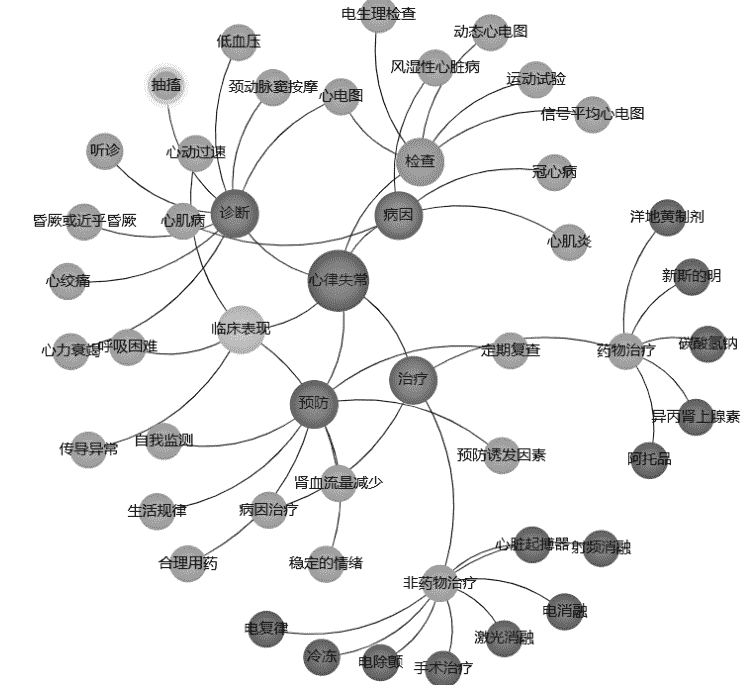 电生理检查
动态心电图
低血压
风湿性心脏病
抽搐
颈动脉窦按摩
心电图
运动试验
信号平均心电图
听诊
心动过速
检查
冠心病
昏厥或近乎昏厥
心肌病
诊断
病因
洋地黄制剂
心肌炎
心绞痛
心律失常
新斯的明
临床表现
心力衰竭
呼吸困难
定期复查
药物治疗
碳酸氢钠
治疗
预防
异丙肾上腺素
传导异常
自我监测
预防诱发因素
阿托品
肾血流量减少
生活规律
病因治疗
心脏起搏器
射频消融
合理用药
稳定的情绪
非药物治疗
电消融
电复律
激光消融
冷冻
电除颤
手术治疗